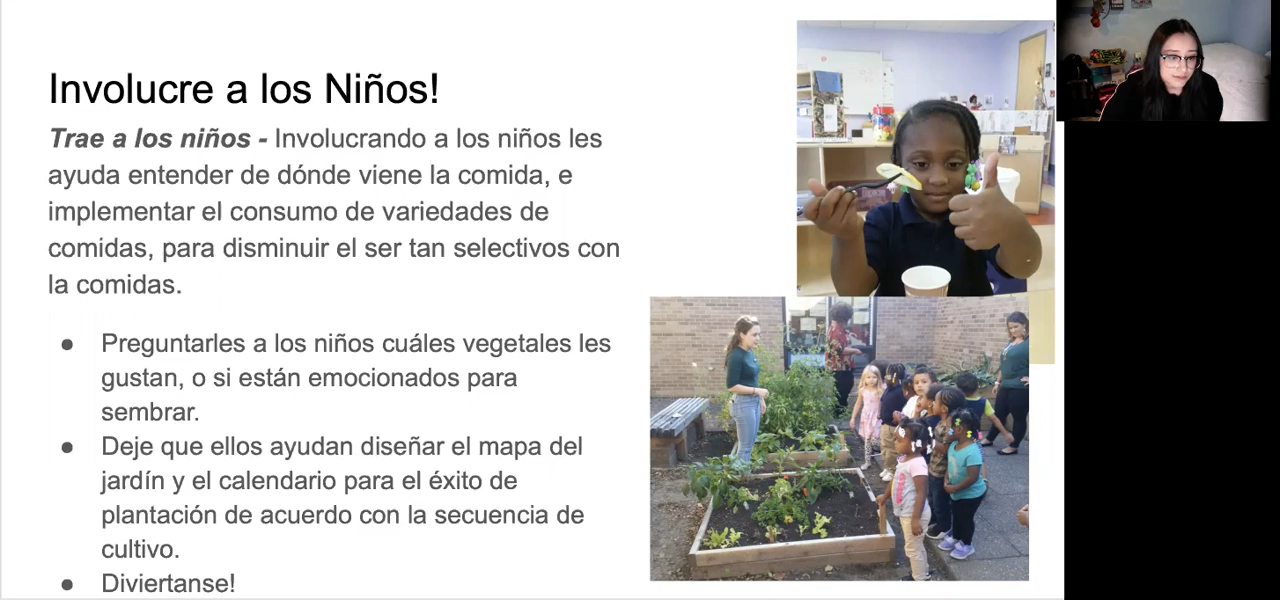 Involucre a los Niños!
Trae a los niños - Involucrando a los niños les
ayuda entender de dónde viene la comida, e
implementar el consumo de variedades de
comidas, para disminuir el ser tan selectivos con
la comidas.
● Preguntarles a los niños cuáles vegetales les
gustan, o si están emocionados para
sembrar.
● Deje que ellos ayudan diseñar el mapa del
jardín y el calendario para el éxito de
plantación de acuerdo con la secuencia de
cultivo.
● Diviertanse!